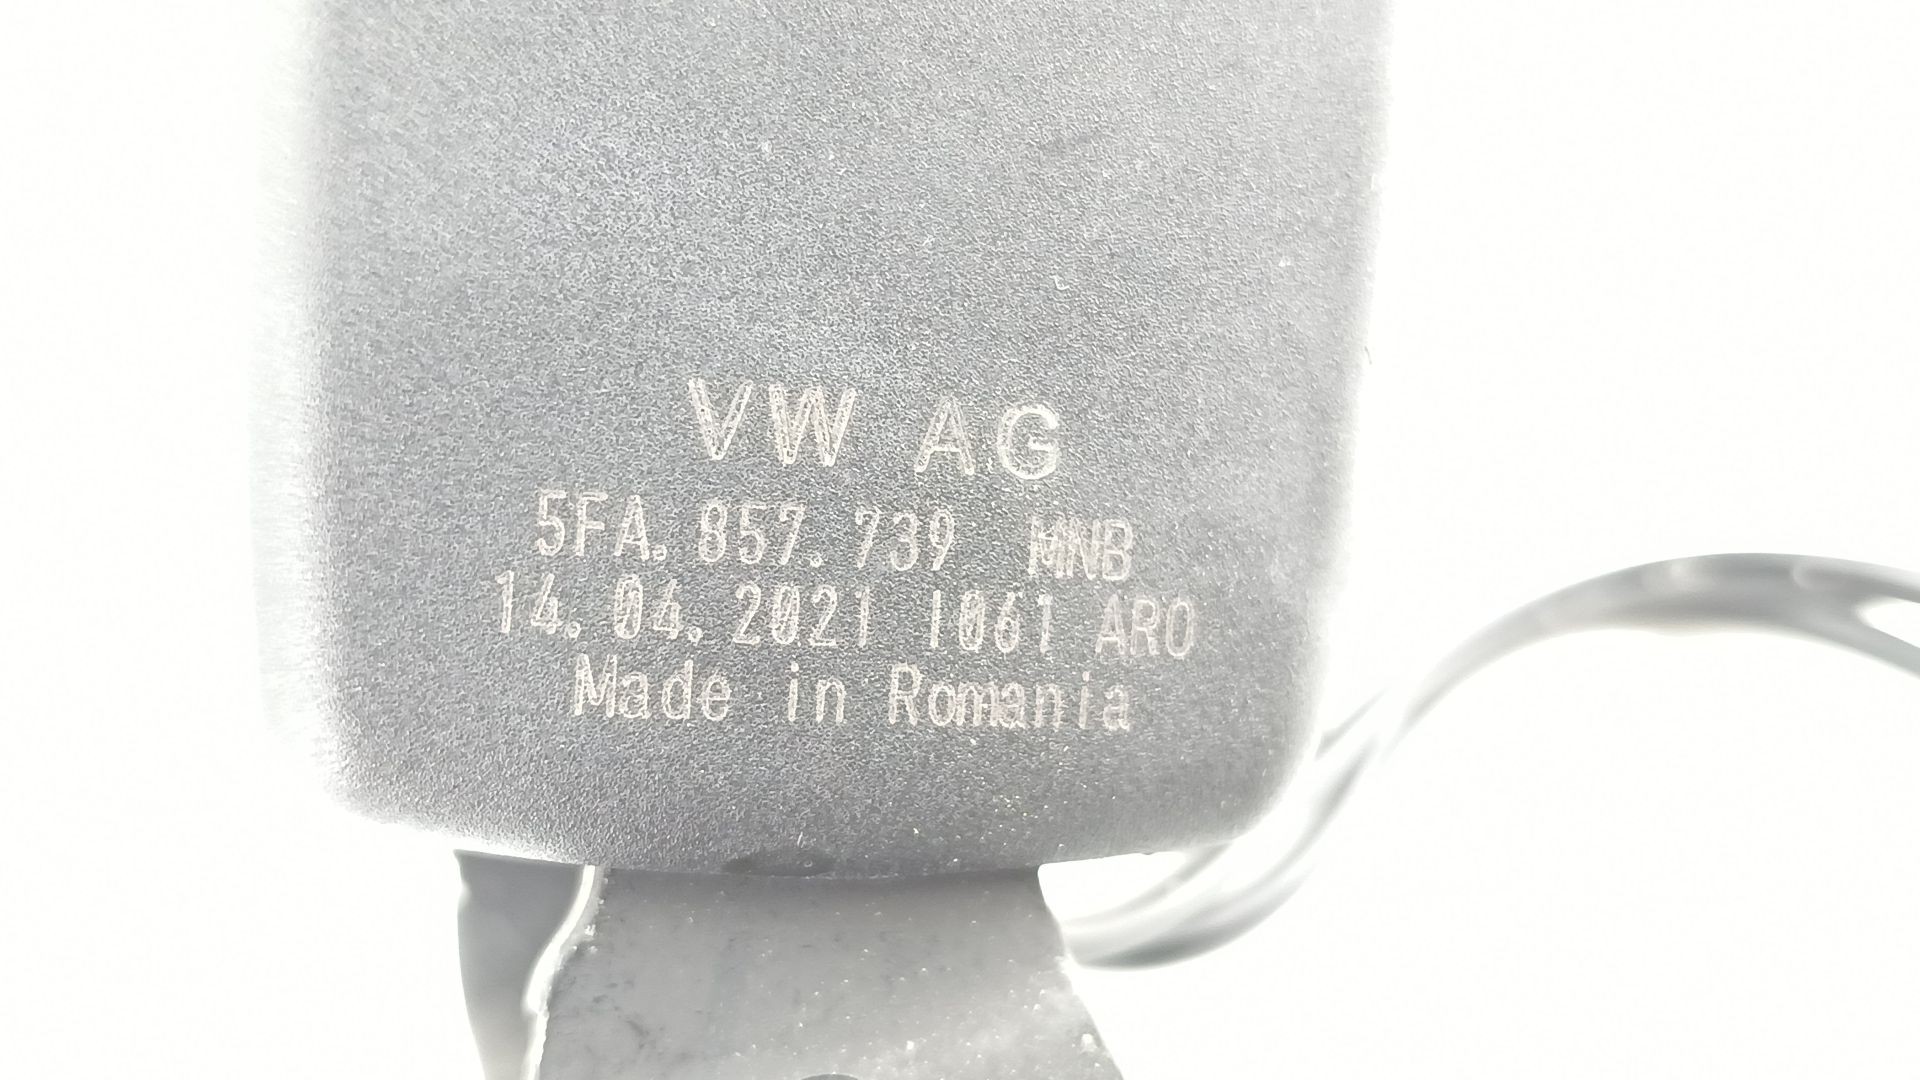 VW AG
5FA.857.739 MNB
14.04.2021 1061 ARO
Made in Romania